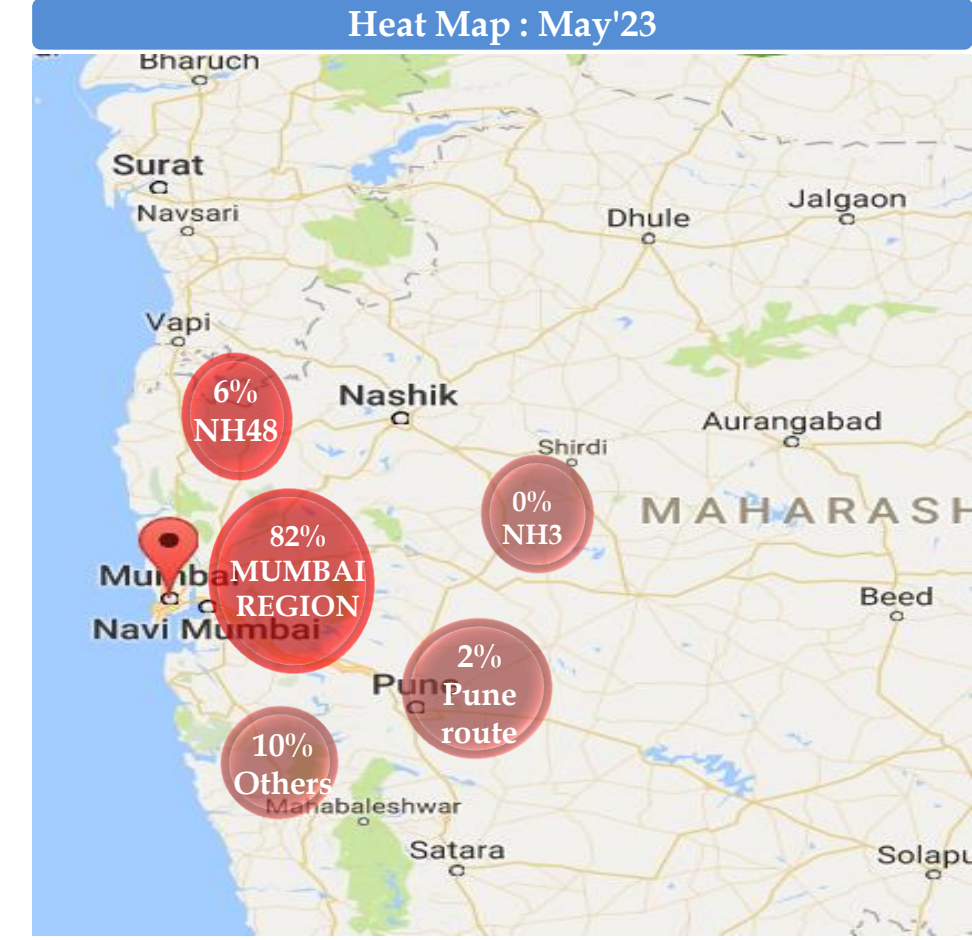 Heat Map : May'23
Bharuch
Surat
Navsari
Dhule
Jalgaon
Vapi
6%
NH48
Nashik
Aurangabad
Shirdi
0%
NH3
MAHARASH
82%
MUMBAI
REGION
Mumbai
Navi Mumbai
Beed
2%
Pune
route
Pune
10%
Others
Mahabaleshwar
Satara
Solapu